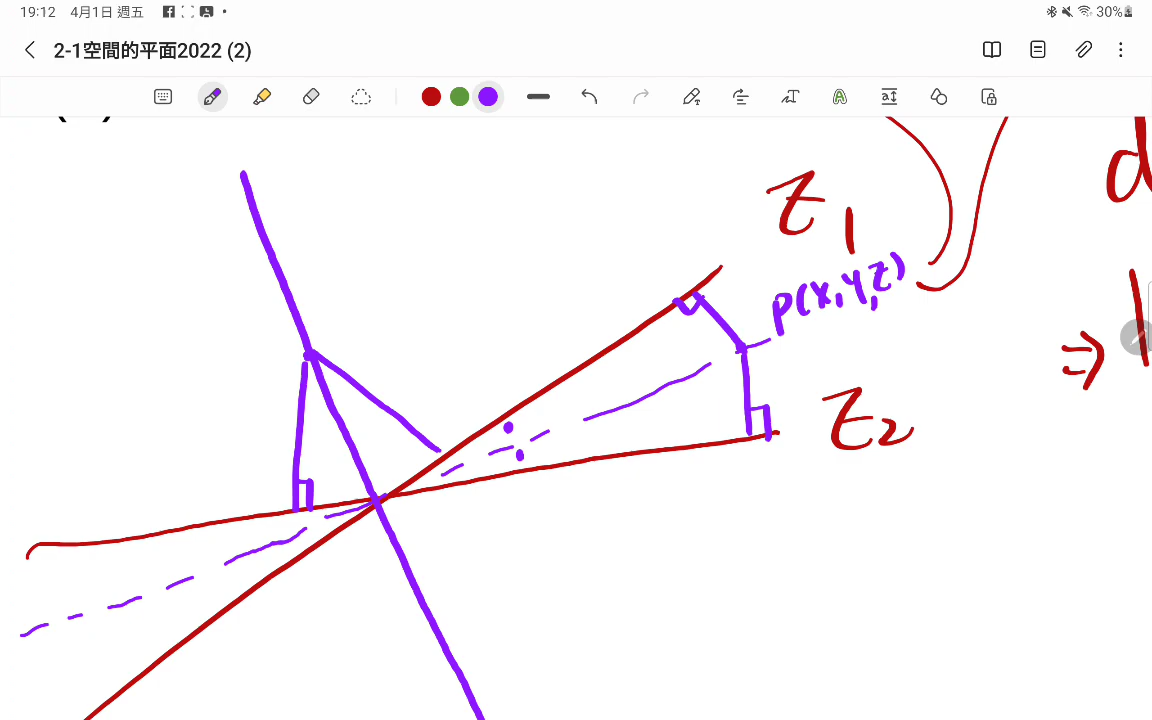 19:12 4月1日 週五
30%
2-1空間的平面2022 (2)
E1
P(x,y,z)
⇒
E2
d